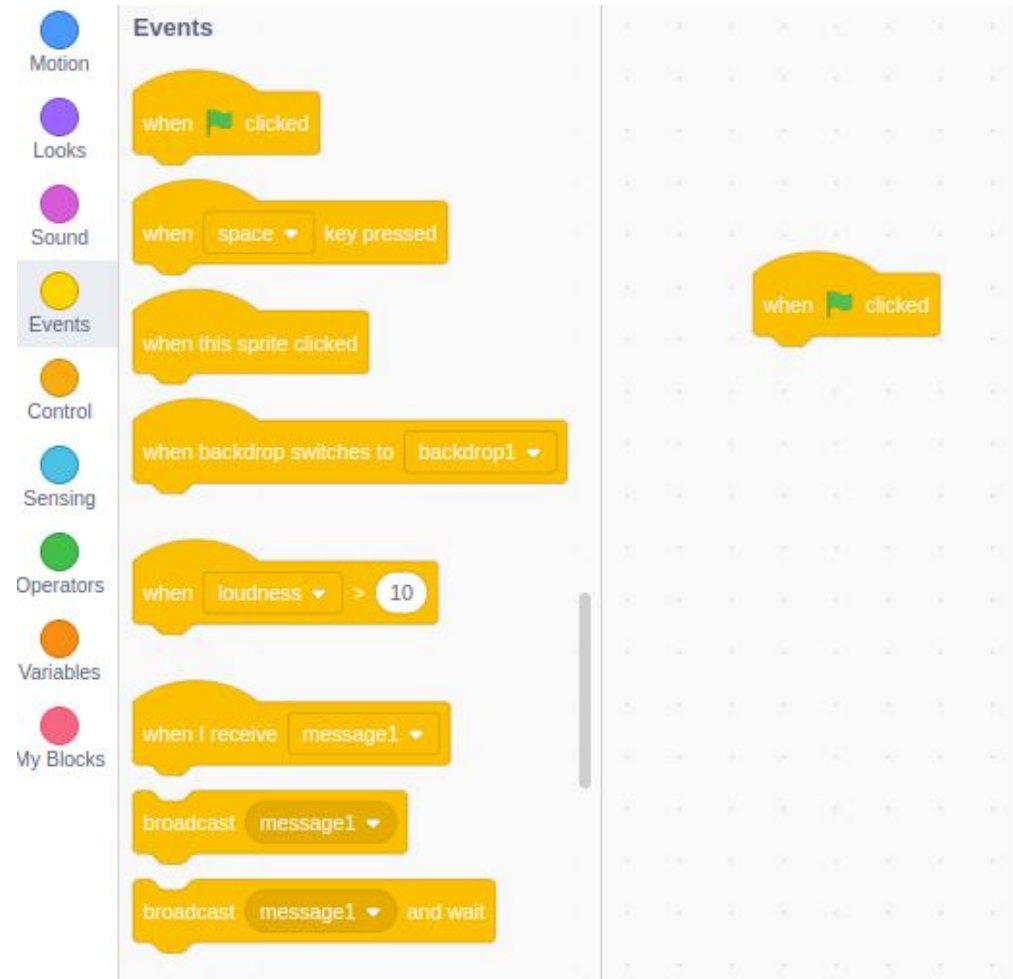 Motion
Looks
Sound
Events
Control
Sensing
Operators
Variables
My Blocks
Events
when clicked
when space key pressed
when this sprite clicked
when backdrop switches to backdrop1
when loudness > 10
when I receive message1
broadcast message1
broadcast message1 and wait
when clicked